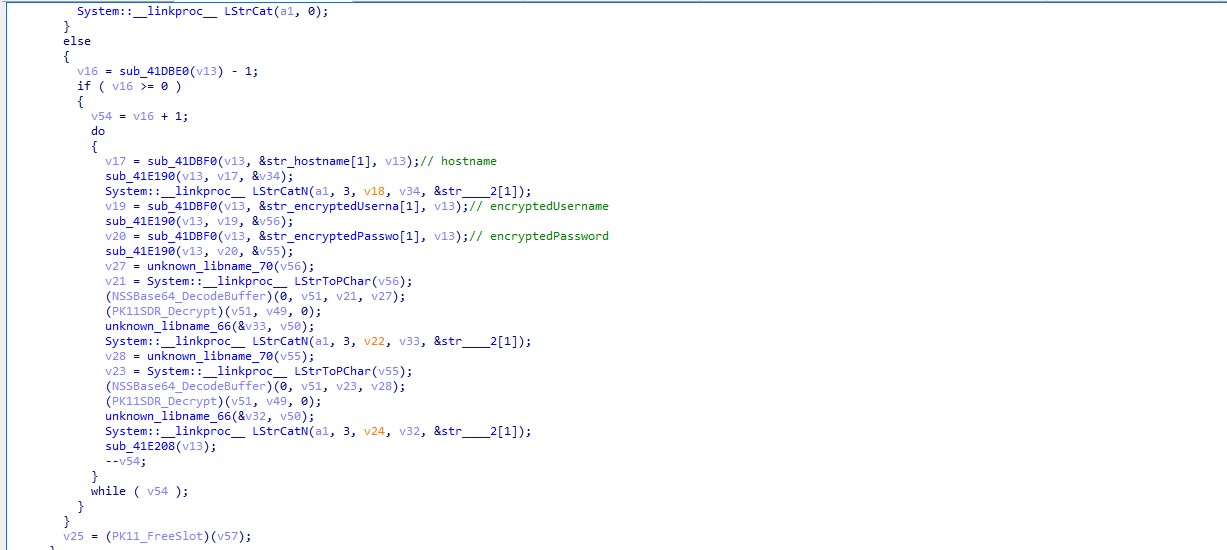 System::__linkproc__ LStrCat(a1, 0);
}
else
{
v16 = sub_41DBE0(v13) - 1;
if ( v16 >= 0 )
{
v54 = v16 + 1;
do
{
v17 = sub_41DBF0(v13, &str_hostname[1], v13);// hostname
sub_41E190(v13, v17, &v34);
System::__linkproc__ LStrCatN(a1, 3, v18, v34, &str____2[1]);
v19 = sub_41DBF0(v13, &str_encryptedUserna[1], v13);// encryptedUsername
sub_41E190(v13, v19, &v56);
v20 = sub_41DBF0(v13, &str_encryptedPasswo[1], v13);// encryptedPassword
sub_41E190(v13, v20, &v55);
v27 = unknown_libname_70(v56);
v21 = System::__linkproc__ LStrToPChar(v56);
(NSSBase64_DecodeBuffer)(0, v51, v21, v27);
(PK11SDR_Decrypt)(v51, v49, 0);
unknown_libname_66(&v33, v50);
System::__linkproc__ LStrCatN(a1, 3, v22, v33, &str____2[1]);
v28 = unknown_libname_70(v55);
v23 = System::__linkproc__ LStrToPChar(v55);
(NSSBase64_DecodeBuffer)(0, v51, v23, v28);
(PK11SDR_Decrypt)(v51, v49, 0);
unknown_libname_66(&v32, v50);
System::__linkproc__ LStrCatN(a1, 3, v24, v32, &str____2[1]);
sub_41E208(v13);
--v54;
}
while ( v54 );
}
}
v25 = (PK11_FreeSlot)(v57);